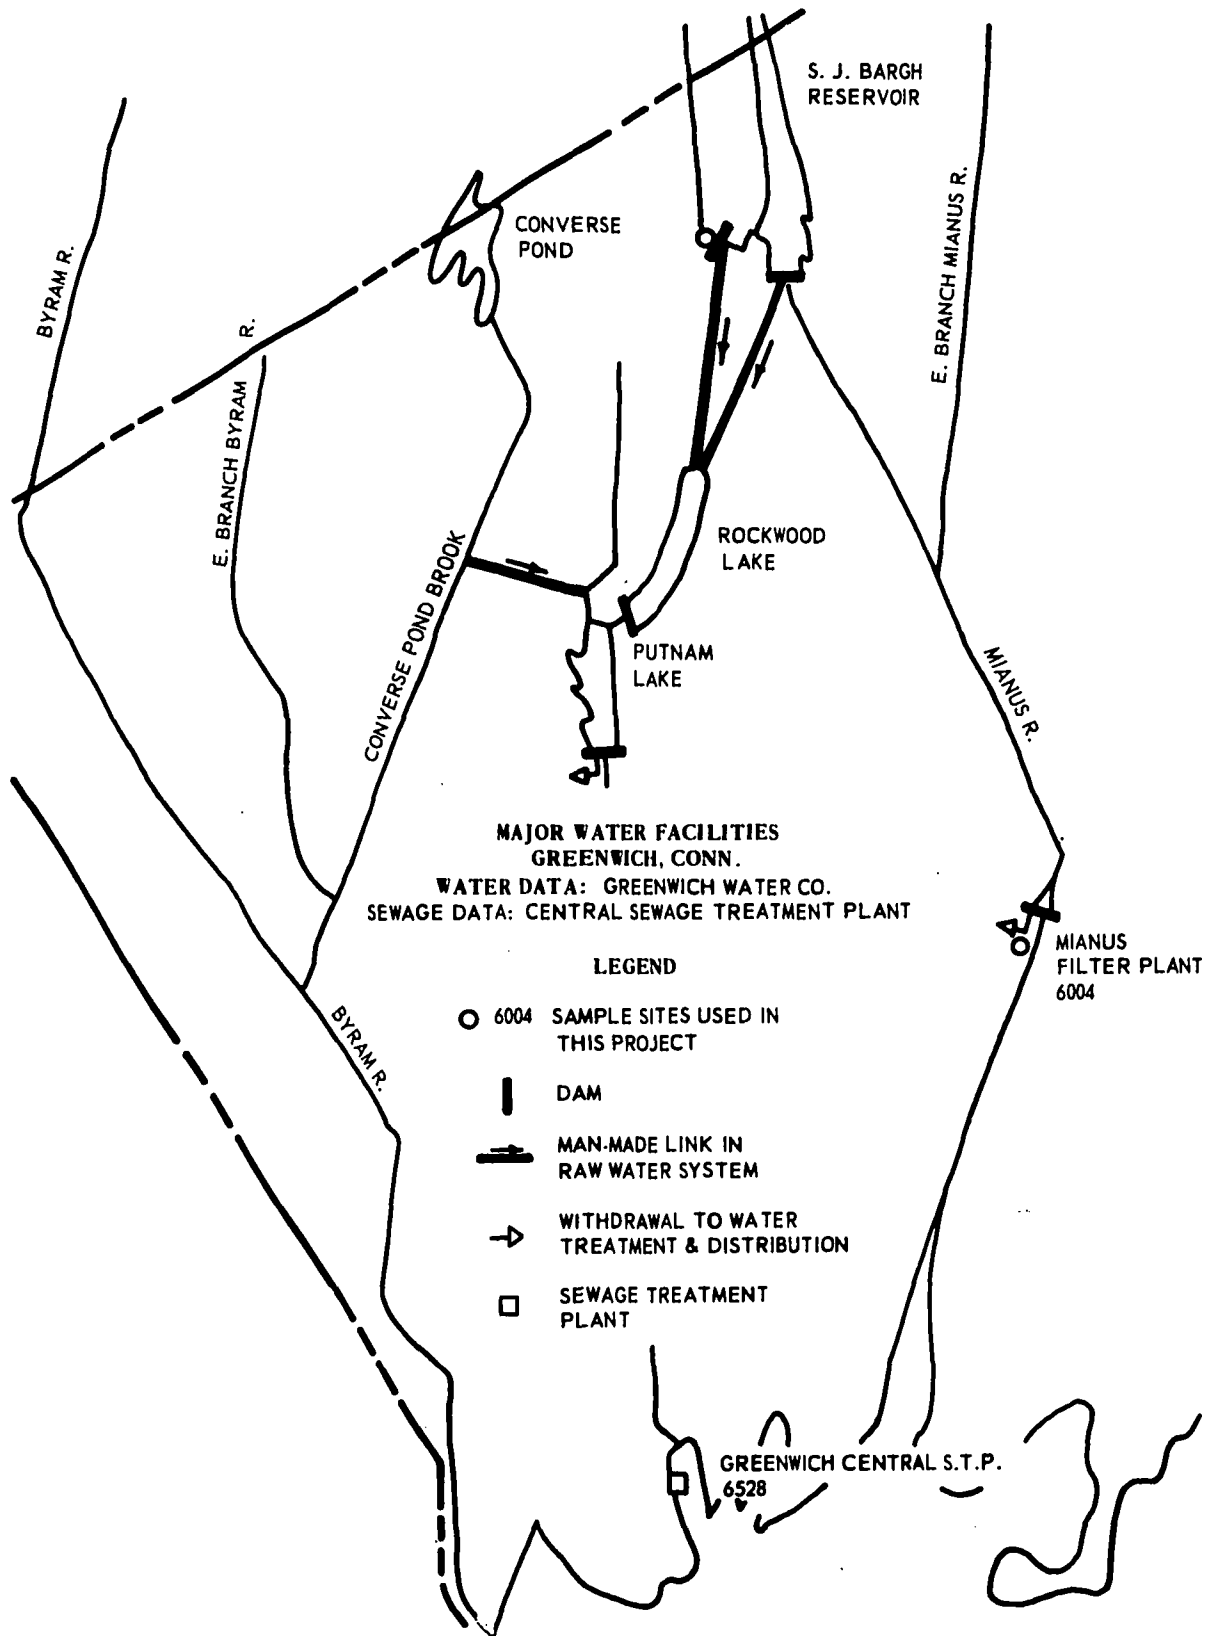 S. J. BARGH
RESERVOIR
CONVERSE
POND
BYRAM R.
E. BRANCH BYRAM R.
E. BRANCH MIANUS R.
ROCKWOOD
LAKE
CONVERSE POND BROOK
PUTNAM
LAKE
MIANUS R.
MAJOR WATER FACILITIES
GREENWICH, CONN.
WATER DATA: GREENWICH WATER CO.
SEWAGE DATA: CENTRAL SEWAGE TREATMENT PLANT
MIANUS
FILTER PLANT
6004
LEGEND
6004 SAMPLE SITES USED IN
THIS PROJECT
BYRAM R.
DAM
MAN-MADE LINK IN
RAW WATER SYSTEM
WITHDRAWAL TO WATER
TREATMENT & DISTRIBUTION
SEWAGE TREATMENT
PLANT
GREENWICH CENTRAL S.T.P.
6528